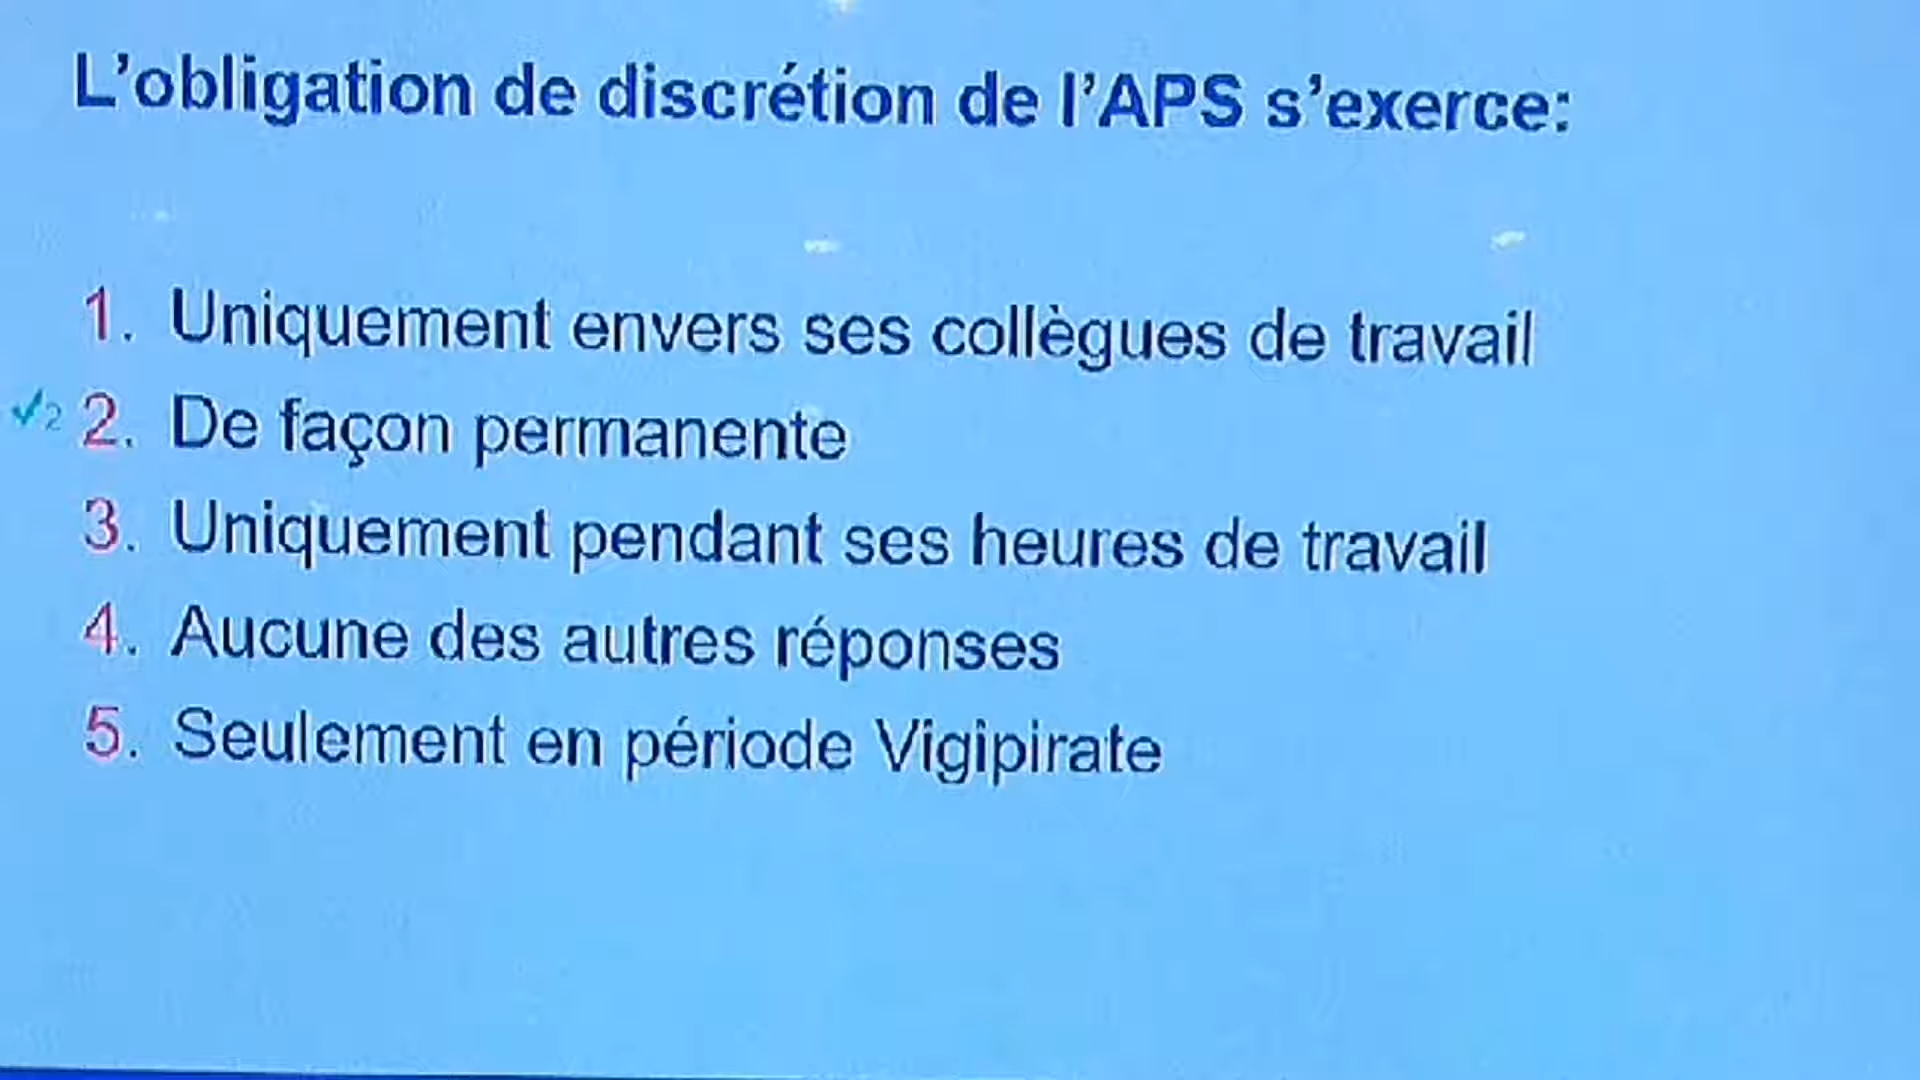 L'obligation de discrétion de l'APS s'exerce:
1. Uniquement envers ses collègues de travail
✓2 2. De façon permanente
3. Uniquement pendant ses heures de travail
4. Aucune des autres réponses
5. Seulement en période Vigipirate